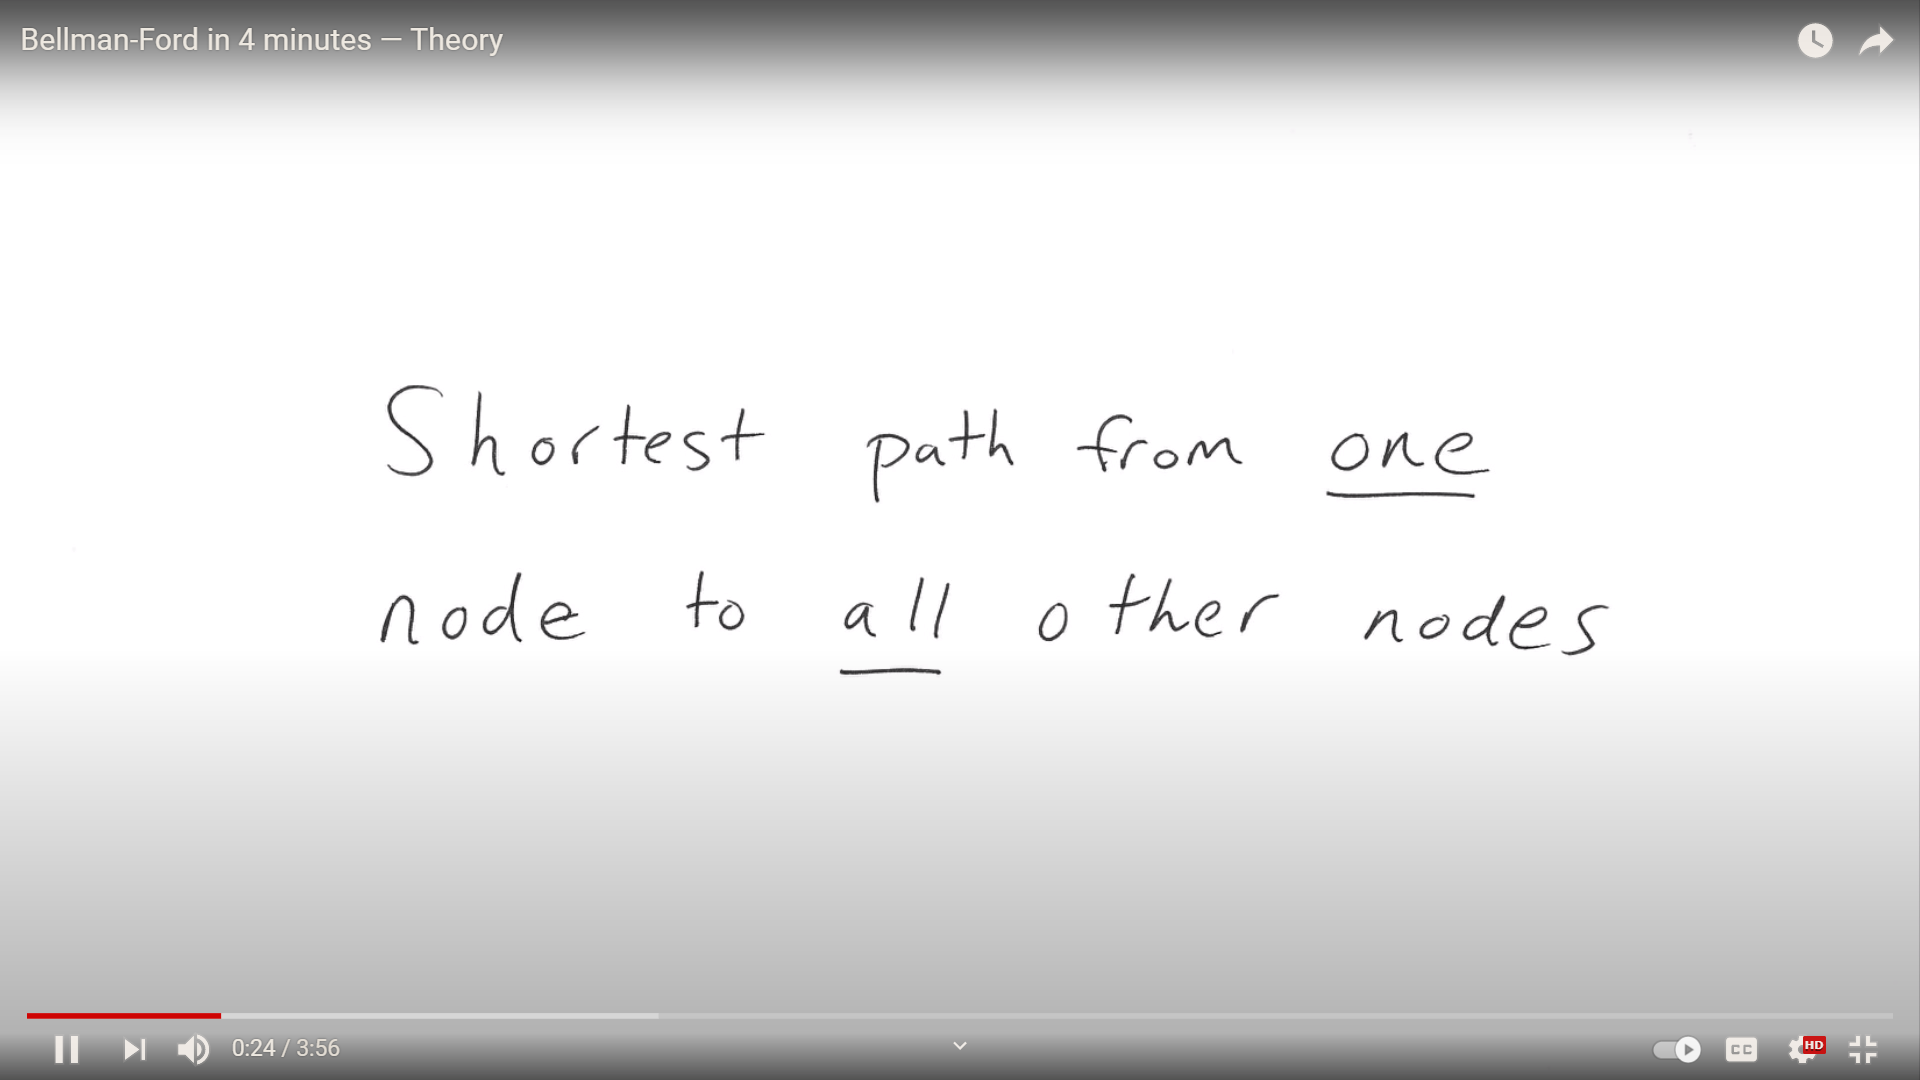 Bellman-Ford in 4 minutes — Theory
Shortest path from one
node to all other nodes
0:24 / 3:56
CC
HD